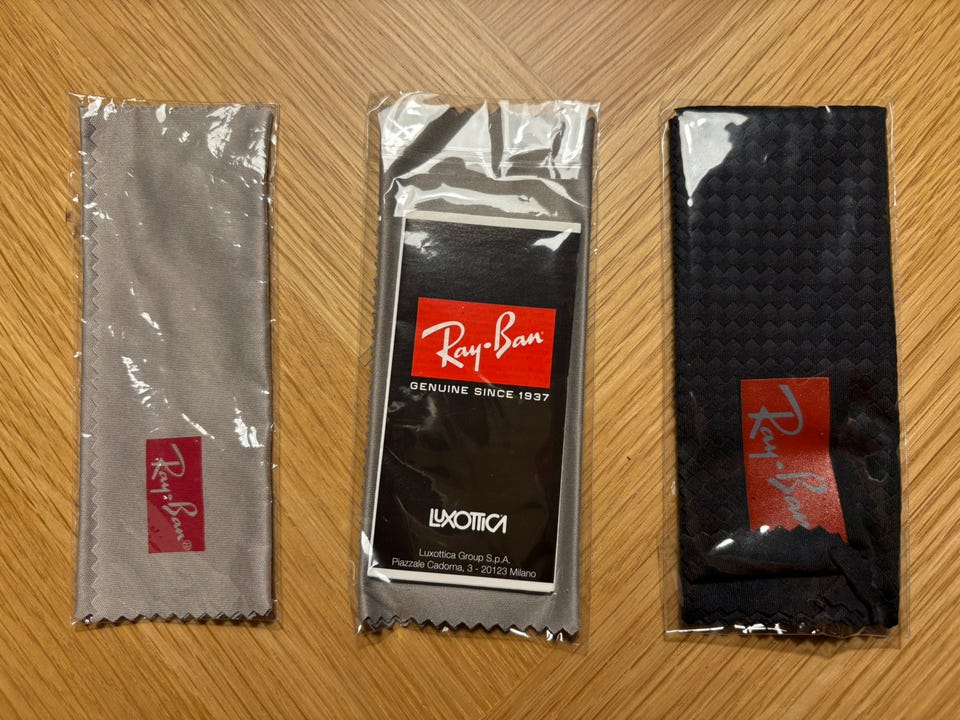 Ray-Ban®
Ray-Ban
GENUINE SINCE 1937
LUXOTTICA
Luxottica Group S.p.A.
Piazzale Cadorna, 3 - 20123 Milano
Ray-Ban